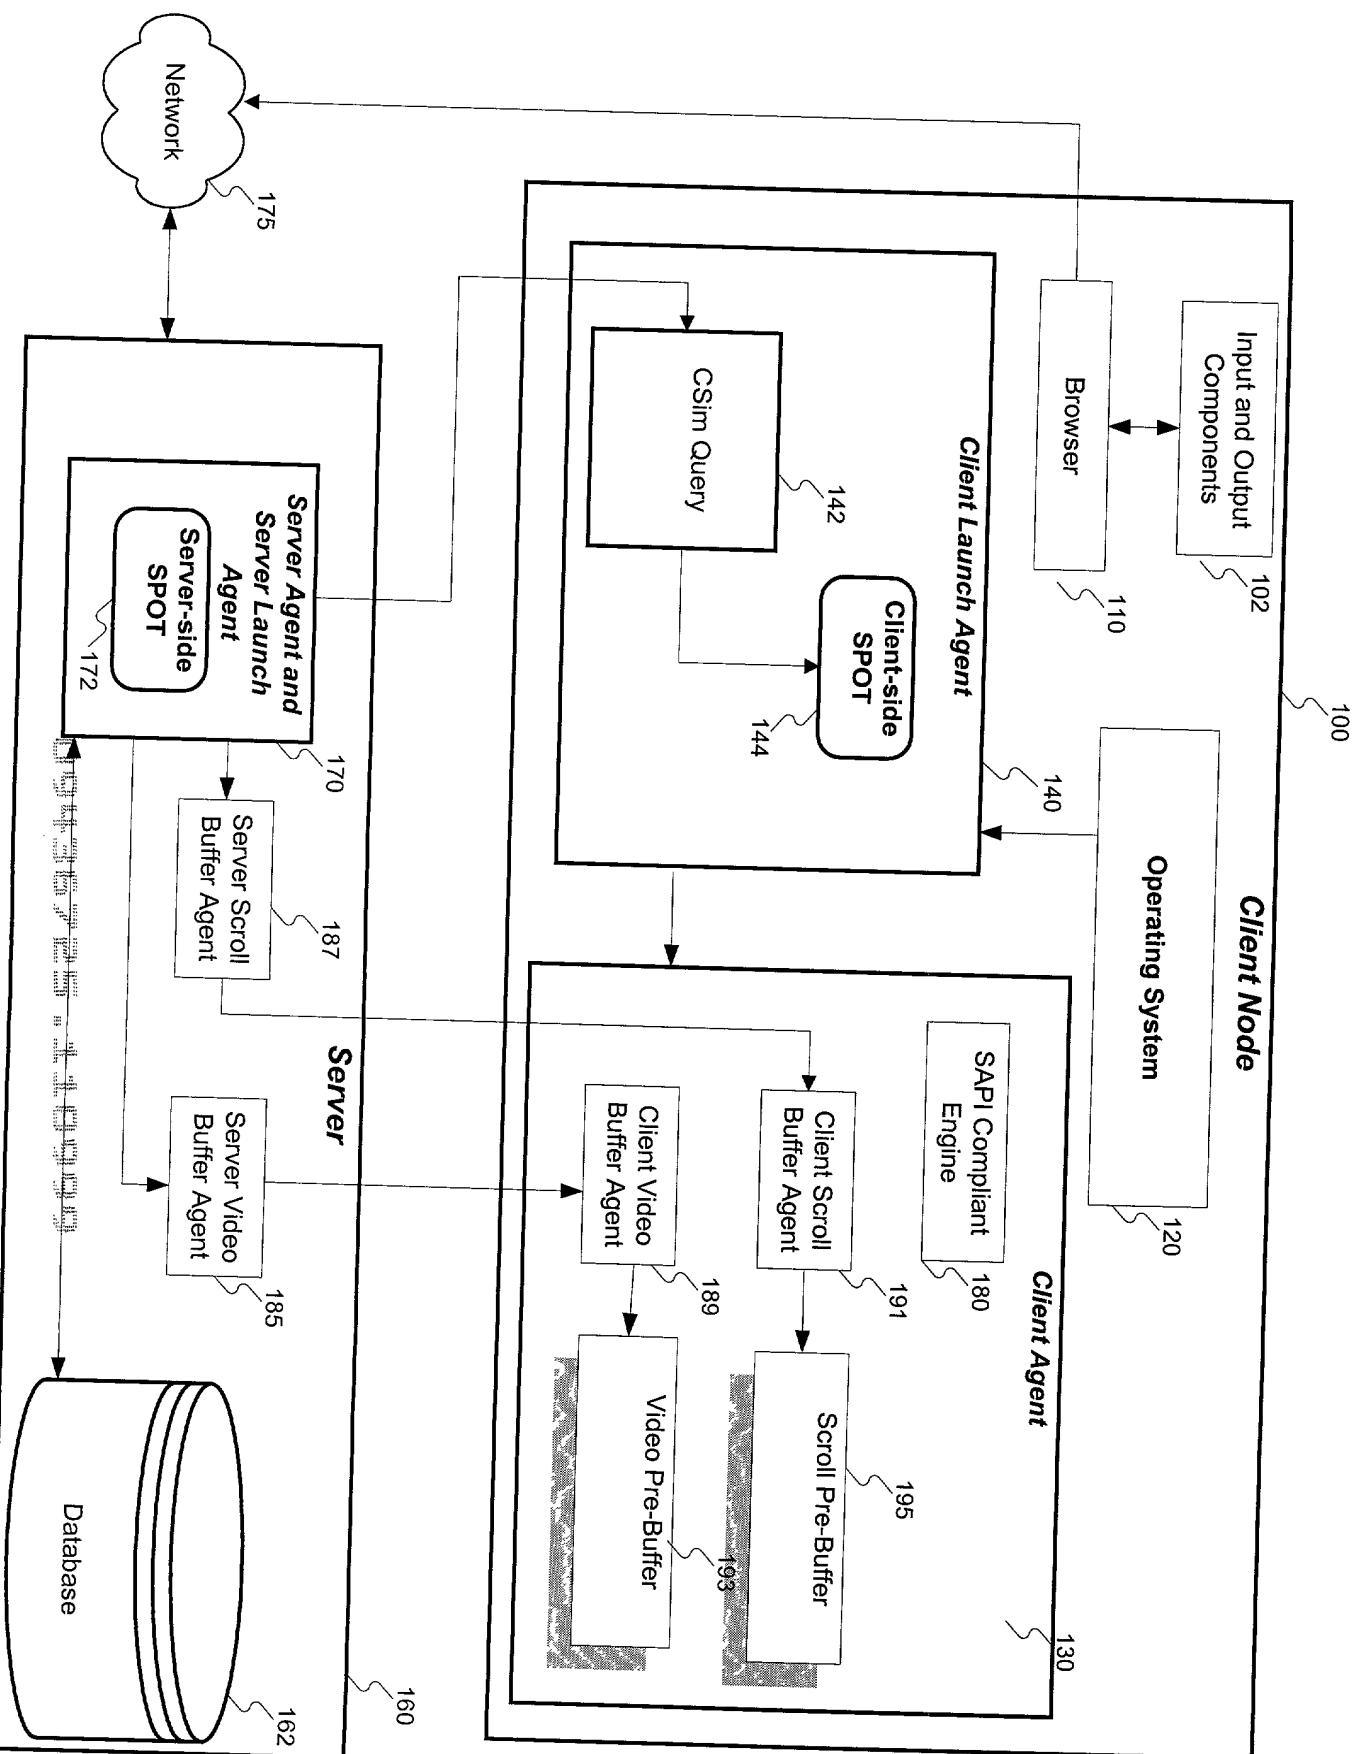 100
Client Node
Input and Output
Components
102
Browser
110
Operating System
120
Client Launch Agent
140
CSim Query
142
Client-side
SPOT
144
Client Agent
130
SAPI Compliant
Engine
180
Client Scroll
Buffer Agent
191
Scroll Pre-Buffer
195
Client Video
Buffer Agent
189
Video Pre-Buffer
193
Network
175
Server
160
Server Agent and
Server Launch
Agent
170
Server-side
SPOT
172
Server Scroll
Buffer Agent
187
Server Video
Buffer Agent
185
Database
162